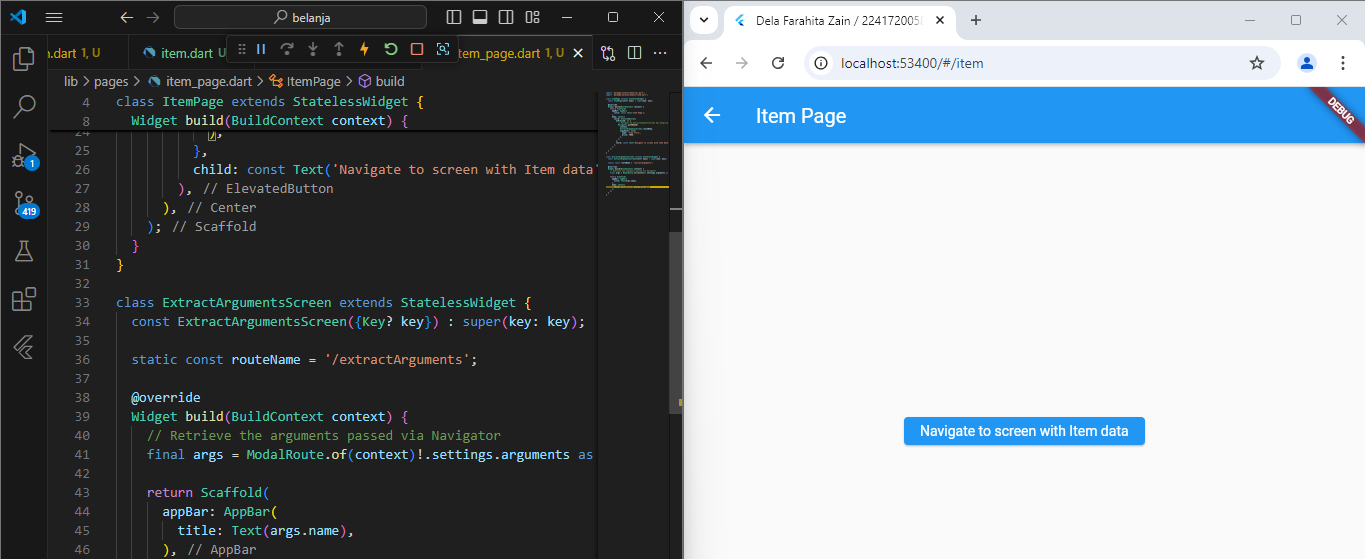 belanja
n.dart 1, U
item.dart U
tem_page.dart 1, U
lib > pages > item_page.dart > ItemPage > build
4 class ItemPage extends StatelessWidget {
8 Widget build(BuildContext context) {
24 ),
25 },
26 child: const Text('Navigate to screen with Item data'
27 ), // ElevatedButton
28 ), // Center
29 ); // Scaffold
30 }
31 }
32
33 class ExtractArgumentsScreen extends StatelessWidget {
34 const ExtractArgumentsScreen({Key? key}) : super(key: key);
35
36 static const routeName = '/extractArguments';
37
38 @override
39 Widget build(BuildContext context) {
40 // Retrieve the arguments passed via Navigator
41 final args = ModalRoute.of(context)!.settings.arguments as
42
43 return Scaffold(
44 appBar: AppBar(
45 title: Text(args.name),
46 ), // AppBar
1
419
Dela Farahita Zain / 224172005
localhost:53400/#/item
Item Page
DEBUG
Navigate to screen with Item data